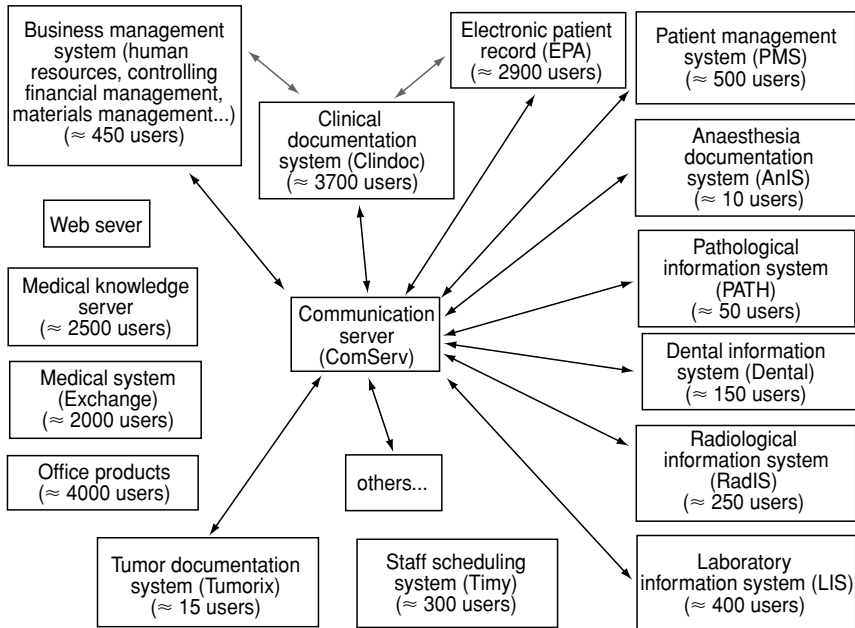 Business management
system (human
resources, controlling
financial management,
materials management...)
(≈ 450 users)
Electronic patient
record (EPA)
(≈ 2900 users)
Patient management
system (PMS)
(≈ 500 users)
Clinical
documentation
system (Clindoc)
(≈ 3700 users)
Anaesthesia
documentation
system (AnIS)
(≈ 10 users)
Web sever
Pathological
information system
(PATH)
(≈ 50 users)
Medical knowledge
server
(≈ 2500 users)
Communication
server
(ComServ)
Dental information
system (Dental)
(≈ 150 users)
Medical system
(Exchange)
(≈ 2000 users)
Radiological
information system
(RadIS)
(≈ 250 users)
Office products
(≈ 4000 users)
others...
Tumor documentation
system (Tumorix)
(≈ 15 users)
Staff scheduling
system (Timy)
(≈ 300 users)
Laboratory
information system (LIS)
(≈ 400 users)